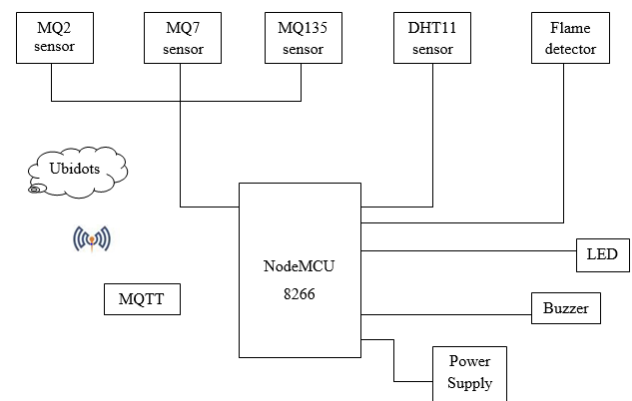 MQ2
sensor
MQ7
sensor
MQ135
sensor
DHT11
sensor
Flame
detector
Ubidots
MQTT
NodeMCU
8266
LED
Buzzer
Power
Supply